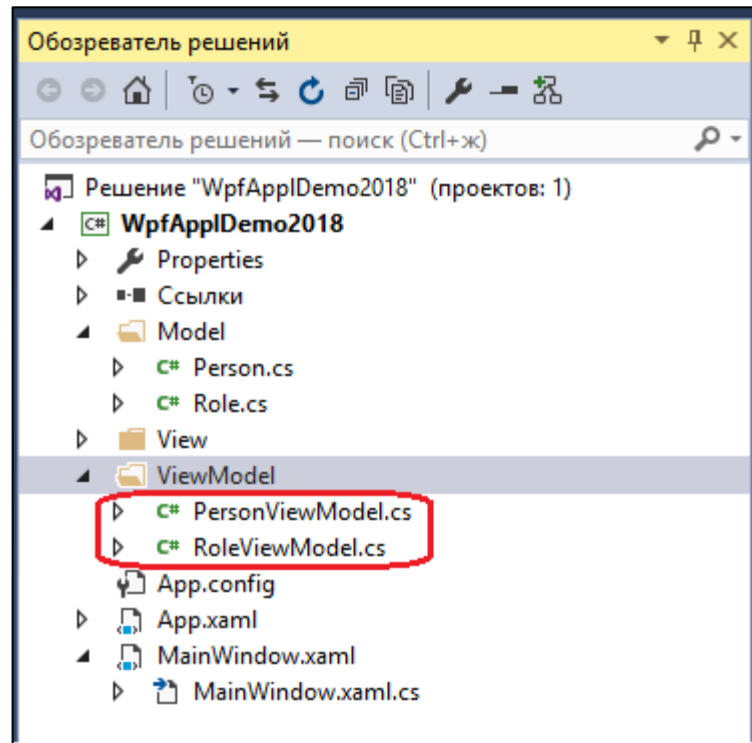 Обозреватель решений
Обозреватель решений — поиск (Ctrl+ж)
Решение "WpfApplDemo2018" (проектов: 1)
C# WpfApplDemo2018
Properties
Ссылки
Model
C# Person.cs
C# Role.cs
View
ViewModel
C# PersonViewModel.cs
C# RoleViewModel.cs
App.config
App.xaml
MainWindow.xaml
MainWindow.xaml.cs